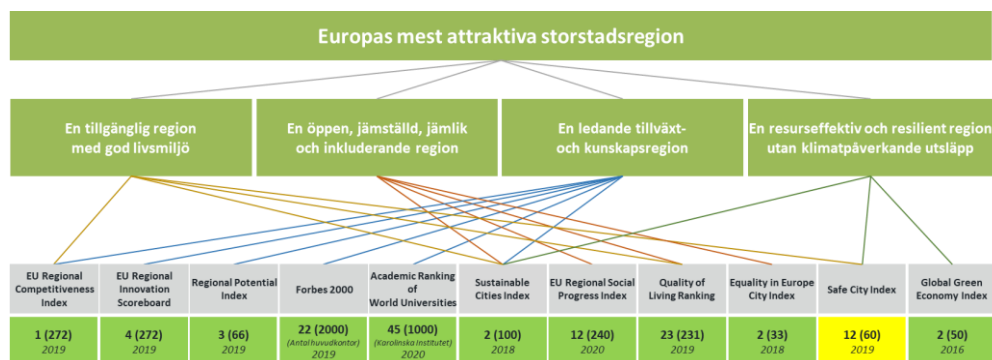 Europas mest attraktiva storstadsregion
En tillgänglig region
med god livsmiljö
En öppen, jämställd, jämlik
och inkluderande region
En ledande tillväxt-
och kunskapsregion
En resurseffektiv och resilient region
utan klimatpåverkande utsläpp
EU Regional
Competitiveness
Index
EU Regional
Innovation
Scoreboard
Regional Potential
Index
Forbes 2000
Academic Ranking
of
World Universities
Sustainable
Cities Index
EU Regional Social
Progress Index
Quality of
Living Ranking
Equality in Europe
City Index
Safe City Index
Global Green
Economy Index
1 (272)
2019
4 (272)
2019
3 (66)
2019
22 (2000)
(Antal huvudkontor)
2019
45 (1000)
(Karolinska Institutet)
2020
2 (100)
2018
12 (240)
2020
23 (231)
2019
2 (33)
2018
12 (60)
2019
2 (50)
2016